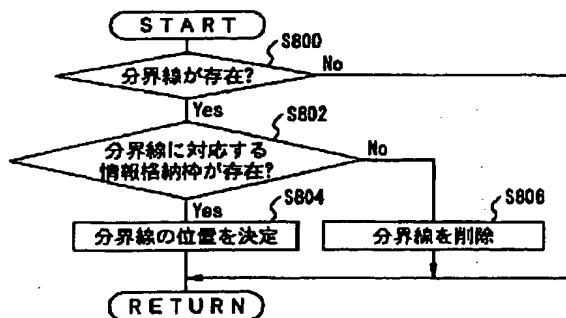 START
S800
分界線が存在?
No
Yes
S802
分界線に対応する
情報格納枠が存在?
No
Yes
S804
S806
分界線の位置を決定
分界線を削除
RETURN